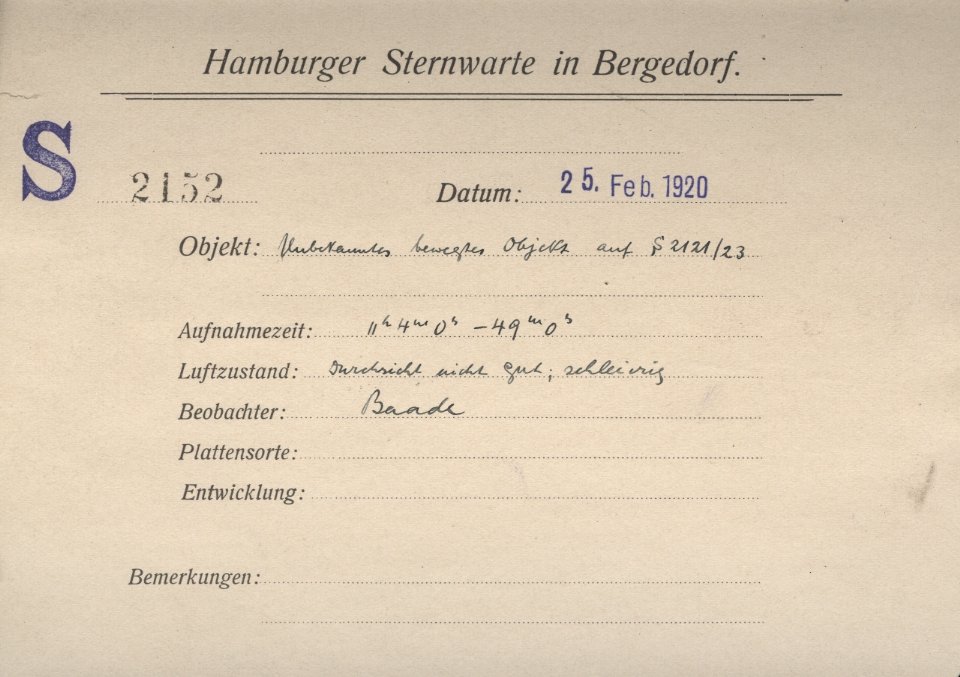 Hamburger Sternwarte in Bergedorf.
S 2152 Datum: 25. Feb. 1920
Objekt: Unbekanntes bewegtes Objekt auf S 2121/23
Aufnahmezeit: 11ʰ 4ᵐ 0ˢ – 49ᵐ 0ˢ
Luftzustand: Durchsicht nicht gut; schleierig
Beobachter: Baade
Plattensorte:
Entwicklung:
Bemerkungen: